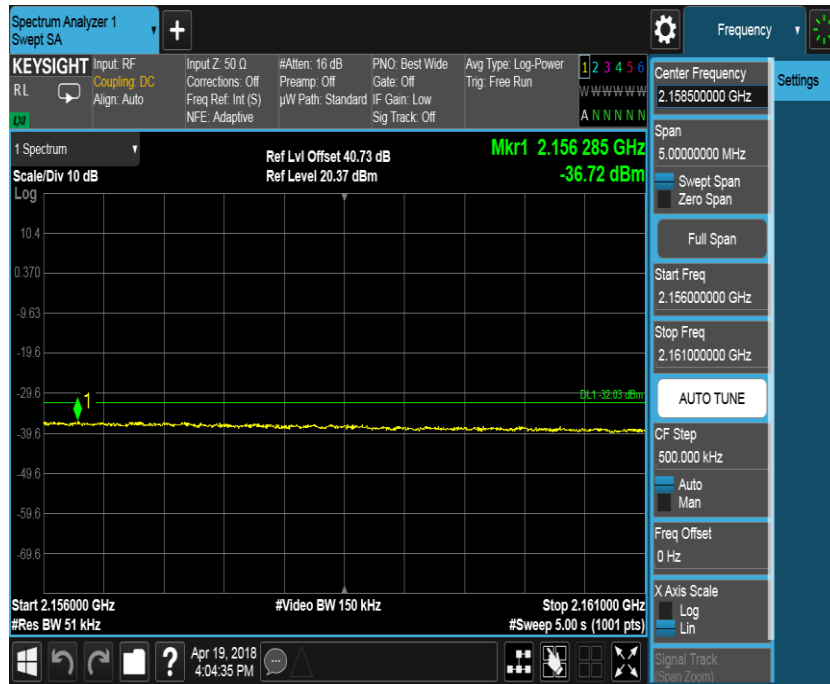 Spectrum Analyzer 1
Swept SA
+
Frequency
KEYSIGHT
RL
LXI
Input: RF
Coupling: DC
Align: Auto
Input Z: 50 Ω
Corrections: Off
Freq Ref: Int (S)
NFE: Adaptive
#Atten: 16 dB
Preamp: Off
µW Path: Standard
PNO: Best Wide
Gate: Off
IF Gain: Low
Sig Track: Off
Avg Type: Log-Power
Trig: Free Run
1 2 3 4 5 6
W W W W W W
A N N N N N
1 Spectrum
Scale/Div 10 dB
Log
Ref Lvl Offset 40.73 dB
Ref Level 20.37 dBm
Mkr1 2.156 285 GHz
-36.72 dBm
10.4
0.370
-9.63
-19.6
-29.6
-39.6
-49.6
-59.6
-69.6
1
DL1 -32.03 dBm
Start 2.156000 GHz
#Res BW 51 kHz
#Video BW 150 kHz
Stop 2.161000 GHz
#Sweep 5.00 s (1001 pts)
Center Frequency
2.158500000 GHz
Span
5.00000000 MHz
Swept Span
Zero Span
Full Span
Start Freq
2.156000000 GHz
Stop Freq
2.161000000 GHz
AUTO TUNE
CF Step
500.000 kHz
Auto
Man
Freq Offset
0 Hz
X Axis Scale
Log
Lin
Signal Track
(Span Zoom)
Settings
?
Apr 19, 2018
4:04:35 PM